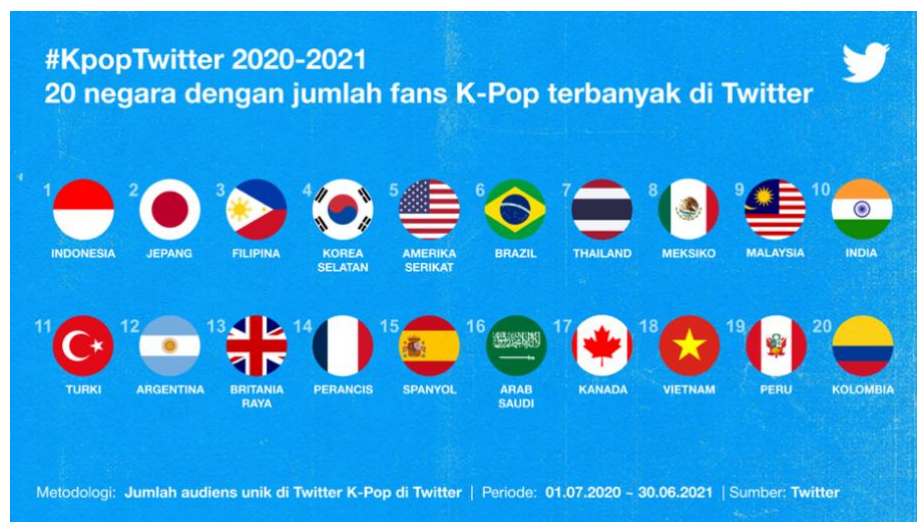 #KpopTwitter 2020-2021
20 negara dengan jumlah fans K-Pop terbanyak di Twitter
1 2 3 4 5 6 7 8 9 10
INDONESIA JEPANG FILIPINA KOREA SELATAN AMERIKA SERIKAT BRAZIL THAILAND MEKSIKO MALAYSIA INDIA
11 12 13 14 15 16 17 18 19 20
TURKI ARGENTINA BRITANIA RAYA PERANCIS SPANYOL ARAB SAUDI KANADA VIETNAM PERU KOLOMBIA
Metodologi: Jumlah audiens unik di Twitter K-Pop di Twitter | Periode: 01.07.2020 ~ 30.06.2021 | Sumber: Twitter